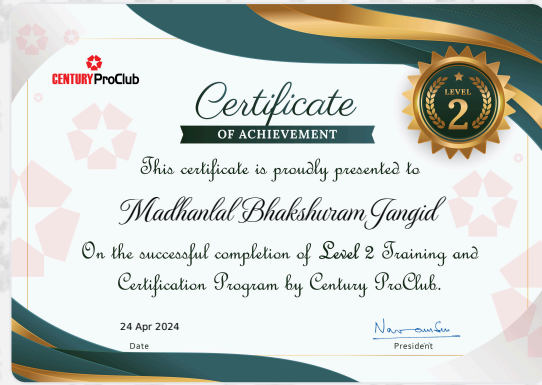 CENTURY ProClub
Certificate
OF ACHIEVEMENT
LEVEL
2
This certificate is proudly presented to
Madhanlal Bhakshuram Jangid
On the successful completion of Level 2 Training and
Certification Program by Century ProClub.
24 Apr 2024
Date
President